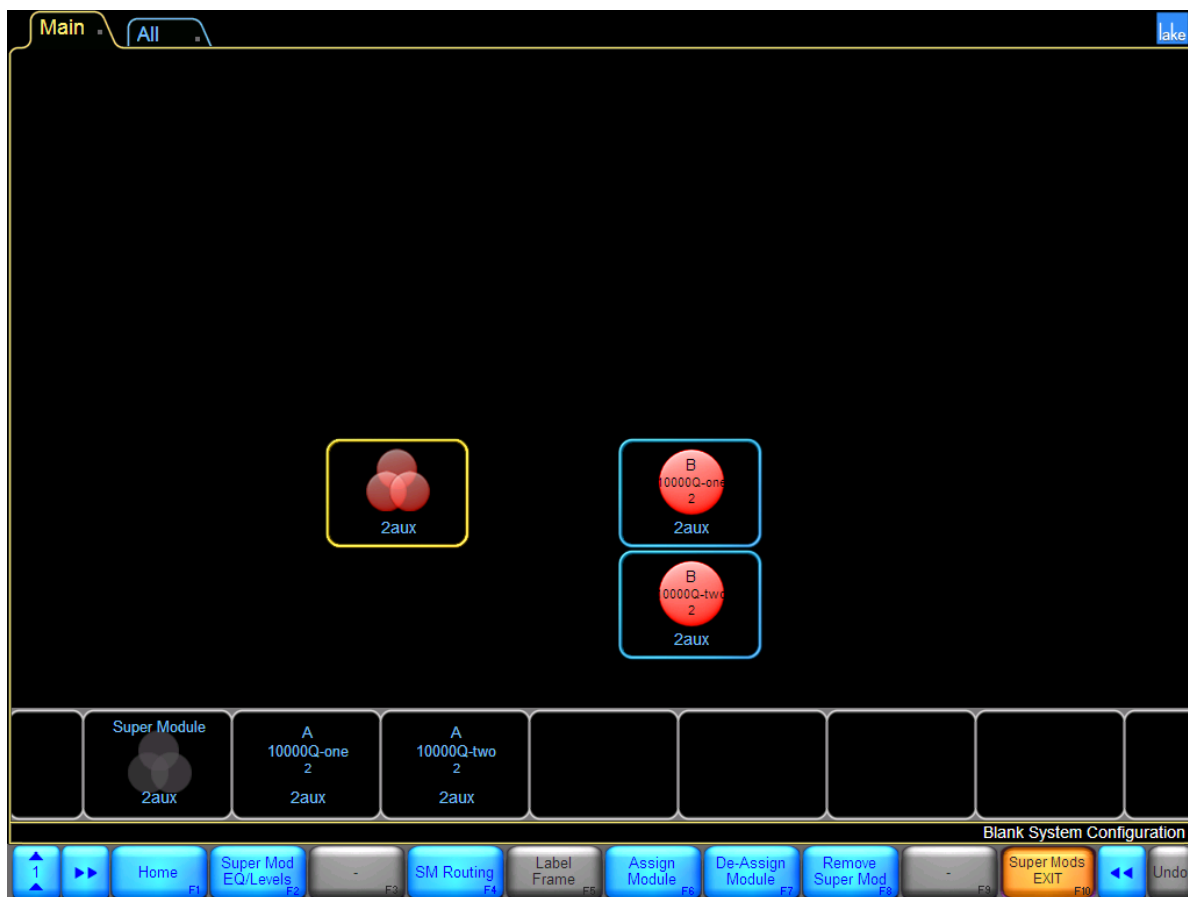 Main
All
lake
2aux
B
10000Q-one
2
2aux
B
10000Q-two
2
2aux
Super Module
2aux
A
10000Q-one
2
2aux
A
10000Q-two
2
2aux
Blank System Configuration
1
Home
F1
Super Mod
EQ/Levels
F2
-
F3
SM Routing
F4
Label
Frame
F5
Assign
Module
F6
De-Assign
Module
F7
Remove
Super Mod
F8
-
F9
Super Mods
EXIT
F10
Undo